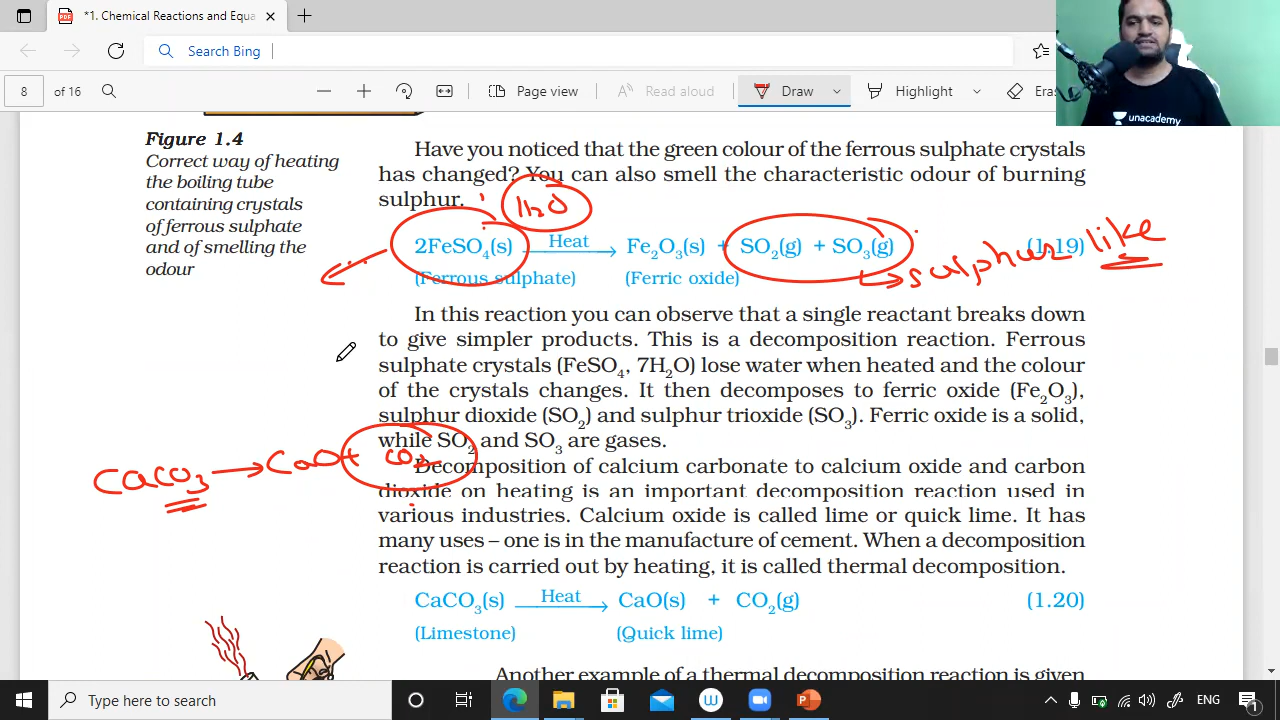 *1. Chemical Reactions and Equa
Search Bing
8 of 16
Page view
Read aloud
Draw
Highlight
Eras
unacademy
Figure 1.4
Correct way of heating
the boiling tube
containing crystals
of ferrous sulphate
and of smelling the
odour
Have you noticed that the green colour of the ferrous sulphate crystals
has changed? You can also smell the characteristic odour of burning
sulphur.
H₂O
2FeSO₄(s) Heat → Fe₂O₃(s) + SO₂(g) + SO₃(g) (1.19)
(Ferrous sulphate) (Ferric oxide)
sulphur like
In this reaction you can observe that a single reactant breaks down
to give simpler products. This is a decomposition reaction. Ferrous
sulphate crystals (FeSO₄, 7H₂O) lose water when heated and the colour
of the crystals changes. It then decomposes to ferric oxide (Fe₂O₃),
sulphur dioxide (SO₂) and sulphur trioxide (SO₃). Ferric oxide is a solid,
while SO₂ and SO₃ are gases.
CaCO₃ → CaO + CO₂
Decomposition of calcium carbonate to calcium oxide and carbon
dioxide on heating is an important decomposition reaction used in
various industries. Calcium oxide is called lime or quick lime. It has
many uses – one is in the manufacture of cement. When a decomposition
reaction is carried out by heating, it is called thermal decomposition.
CaCO₃(s) Heat → CaO(s) + CO₂(g) (1.20)
(Limestone) (Quick lime)
Another example of a thermal decomposition reaction is given
Type here to search
ENG
1